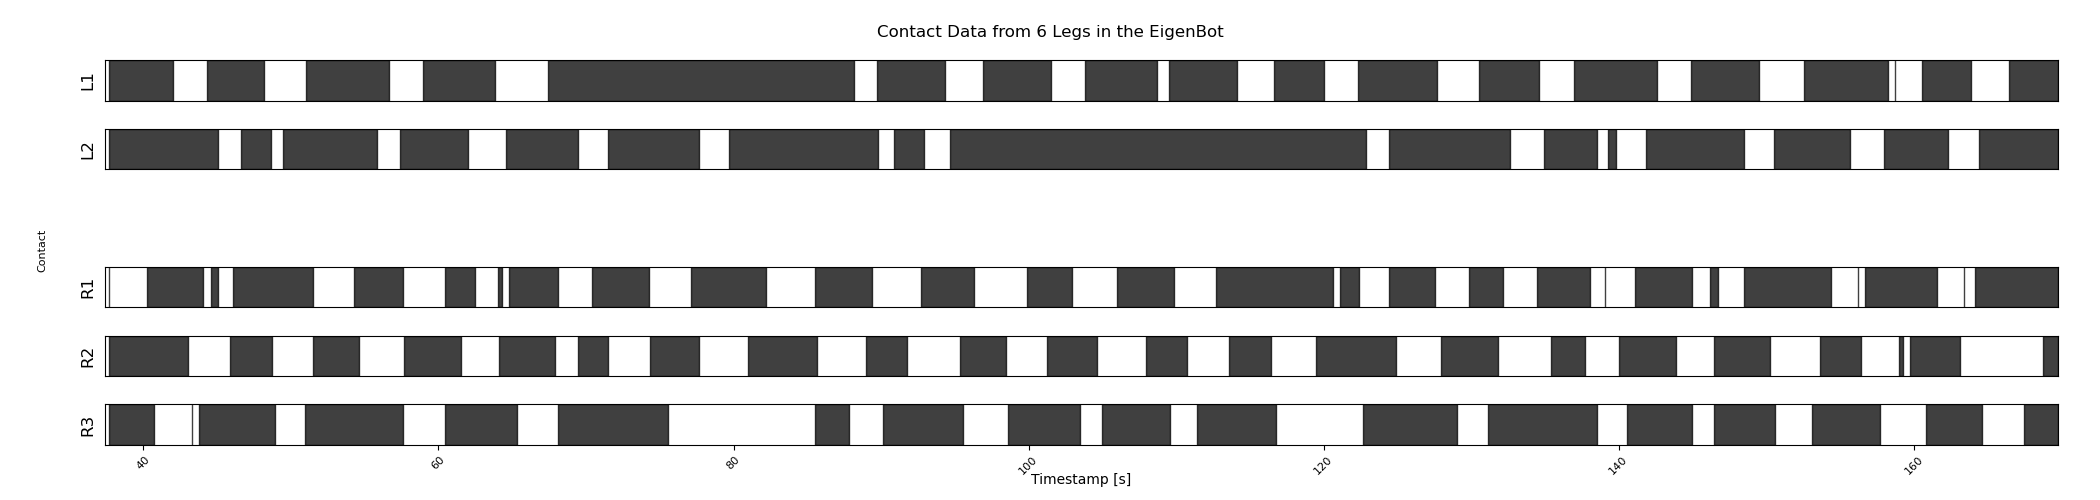 Contact Data from 6 Legs in the EigenBot
L1
L2
Contact
R1
R2
R3
40 60 80 100 120 140 160
Timestamp [s]